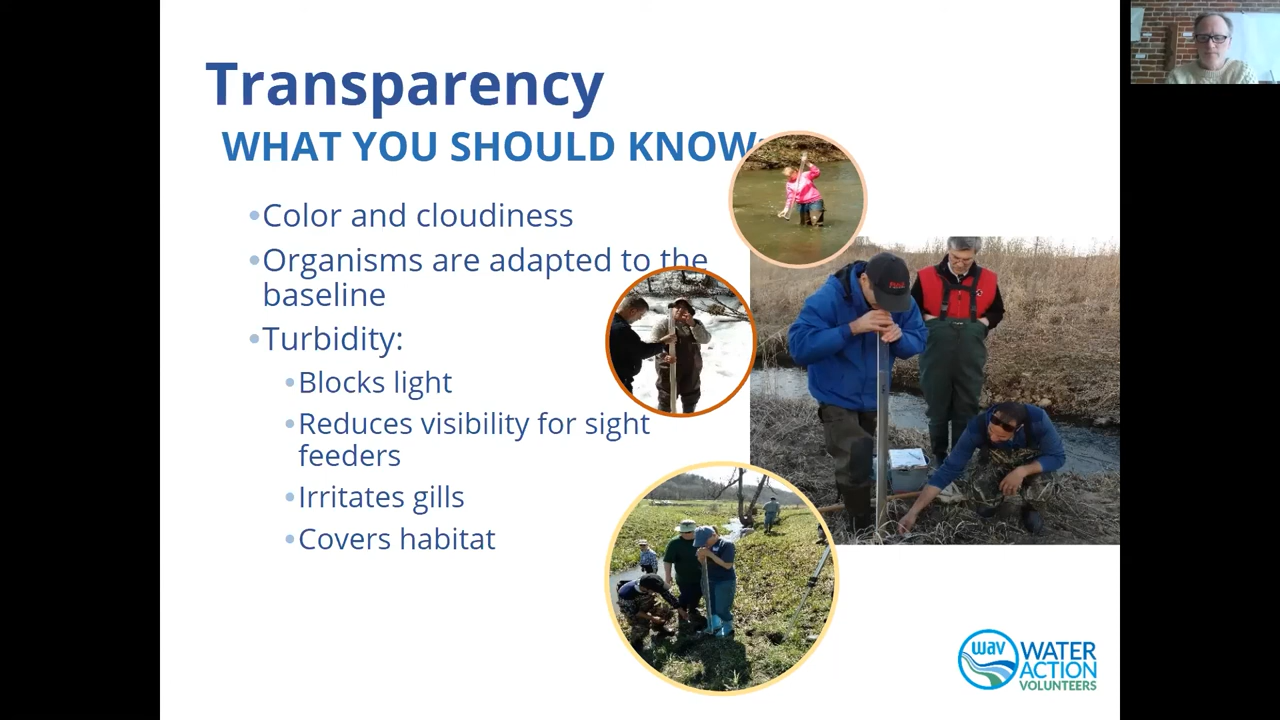 Transparency
WHAT YOU SHOULD KNOW:
•Color and cloudiness
•Organisms are adapted to the
baseline
•Turbidity:
•Blocks light
•Reduces visibility for sight
feeders
•Irritates gills
•Covers habitat
wav WATER
ACTION
VOLUNTEERS